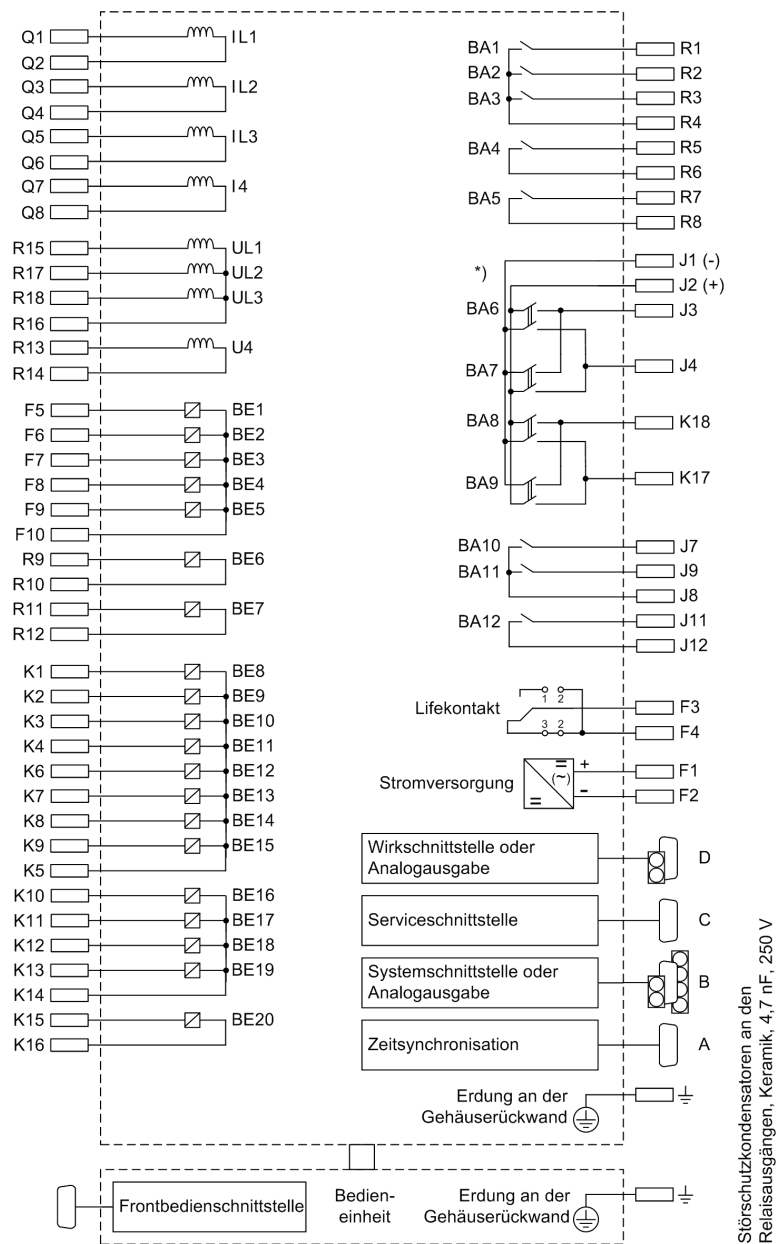 Q1
IL1
Q2
Q3
IL2
Q4
Q5
IL3
Q6
Q7
I4
Q8
R15
UL1
R17
UL2
R18
UL3
R16
R13
U4
R14
F5
BE1
F6
BE2
F7
BE3
F8
BE4
F9
BE5
F10
R9
BE6
R10
R11
BE7
R12
K1
BE8
K2
BE9
K3
BE10
K4
BE11
K6
BE12
K7
BE13
K8
BE14
K9
BE15
K5
K10
BE16
K11
BE17
K12
BE18
K13
BE19
K14
K15
BE20
K16
BA1
R1
BA2
R2
BA3
R3
R4
BA4
R5
R6
BA5
R7
R8
*)
J1 (-)
J2 (+)
BA6
J3
BA7
J4
BA8
K18
BA9
K17
BA10
J7
BA11
J9
J8
BA12
J11
J12
Lifekontakt
1 2
3 2
F3
F4
Stromversorgung
=
(~)
=
+
-
F1
F2
Wirkschnittstelle oder
Analogausgabe
D
Serviceschnittstelle
C
Systemschnittstelle oder
Analogausgabe
B
Zeitsynchronisation
A
Erdung an der
Gehäuserückwand
Frontbedienschnittstelle
Bedien-
einheit
Erdung an der
Gehäuserückwand
Störschutzkondensatoren an den
Relaisausgängen, Keramik, 4,7 nF, 250 V